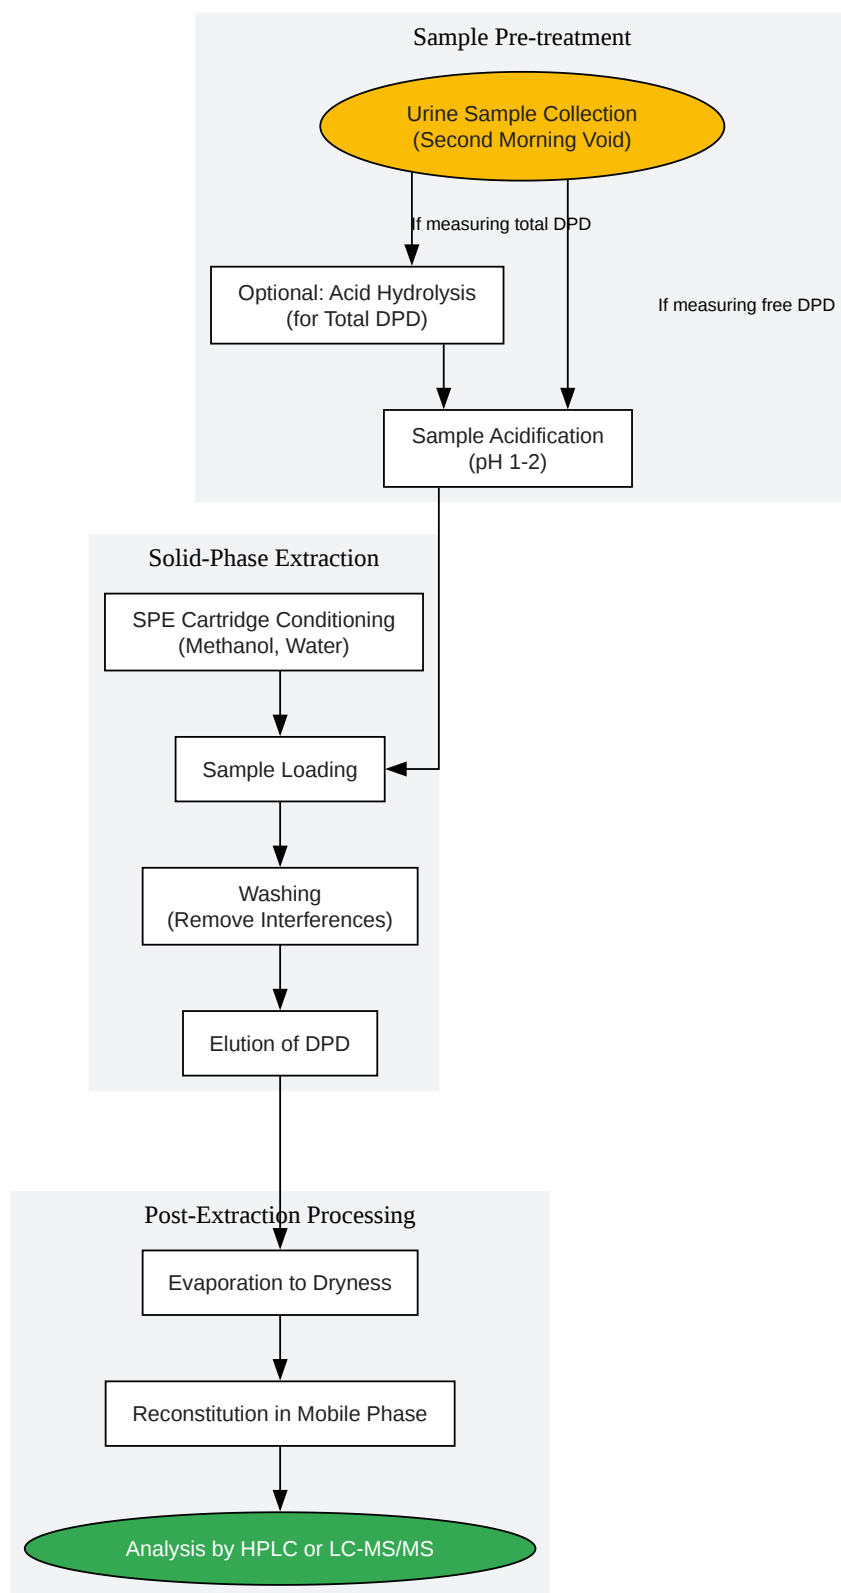 Sample Pre-treatment
Urine Sample Collection
(Second Morning Void)
If measuring total DPD
Optional: Acid Hydrolysis
(for Total DPD)
If measuring free DPD
Sample Acidification
(pH 1-2)
Solid-Phase Extraction
SPE Cartridge Conditioning
(Methanol, Water)
Sample Loading
Washing
(Remove Interferences)
Elution of DPD
Post-Extraction Processing
Evaporation to Dryness
Reconstitution in Mobile Phase
Analysis by HPLC or LC-MS/MS